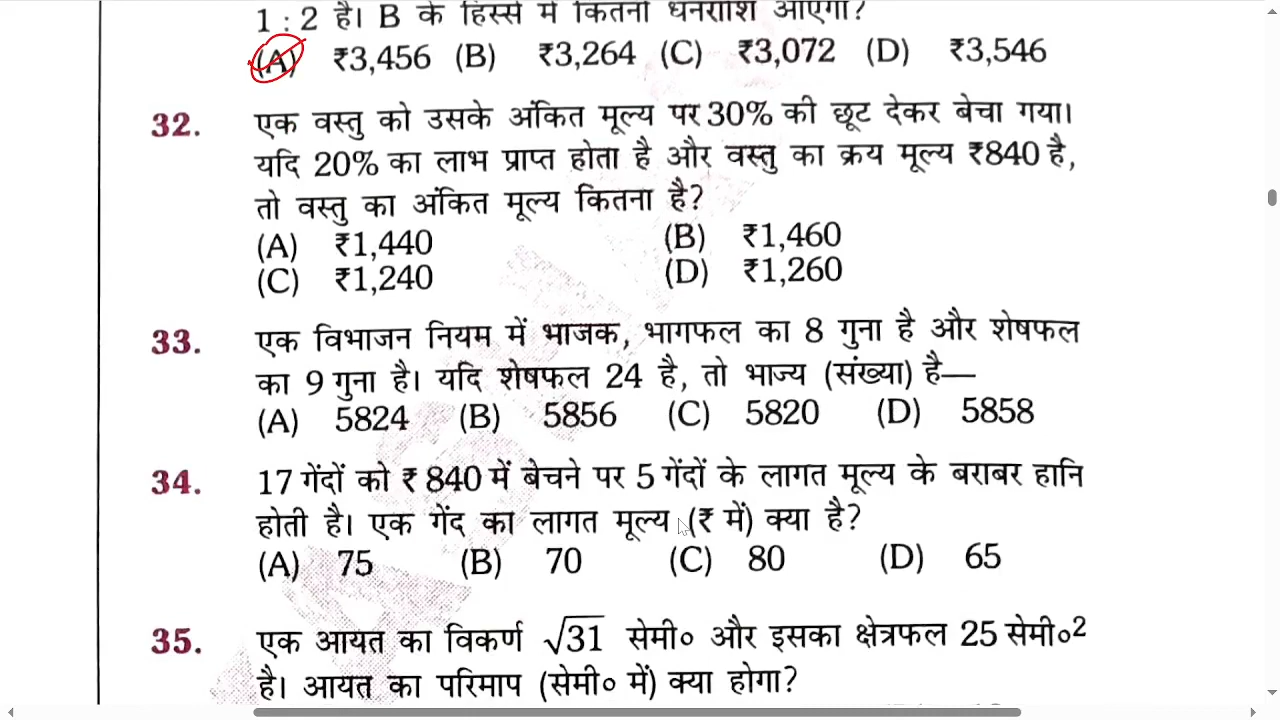 1 : 2 है। B के हिस्से में कितनी धनराशि आएगी?
(A) ₹3,456 (B) ₹3,264 (C) ₹3,072 (D) ₹3,546
32. एक वस्तु को उसके अंकित मूल्य पर 30% की छूट देकर बेचा गया।
यदि 20% का लाभ प्राप्त होता है और वस्तु का क्रय मूल्य ₹840 है,
तो वस्तु का अंकित मूल्य कितना है?
(A) ₹1,440 (B) ₹1,460
(C) ₹1,240 (D) ₹1,260
33. एक विभाजन नियम में भाजक, भागफल का 8 गुना है और शेषफल
का 9 गुना है। यदि शेषफल 24 है, तो भाज्य (संख्या) है—
(A) 5824 (B) 5856 (C) 5820 (D) 5858
34. 17 गेंदों को ₹ 840 में बेचने पर 5 गेंदों के लागत मूल्य के बराबर हानि
होती है। एक गेंद का लागत मूल्य (₹ में) क्या है?
(A) 75 (B) 70 (C) 80 (D) 65
35. एक आयत का विकर्ण √31 सेमी० और इसका क्षेत्रफल 25 सेमी०²
है। आयत का परिमाप (सेमी० में) क्या होगा?